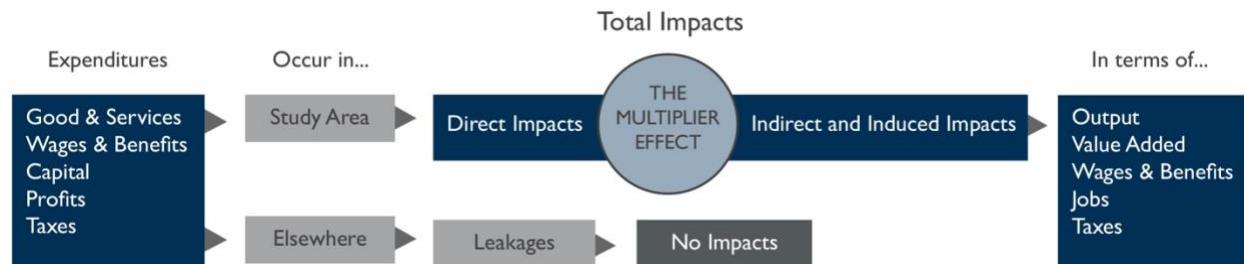 Total Impacts
Expenditures
Occur in...
In terms of...
Good & Services
Wages & Benefits
Capital
Profits
Taxes
Study Area
Direct Impacts
THE
MULTIPLIER
EFFECT
Indirect and Induced Impacts
Output
Value Added
Wages & Benefits
Jobs
Taxes
Elsewhere
Leakages
No Impacts